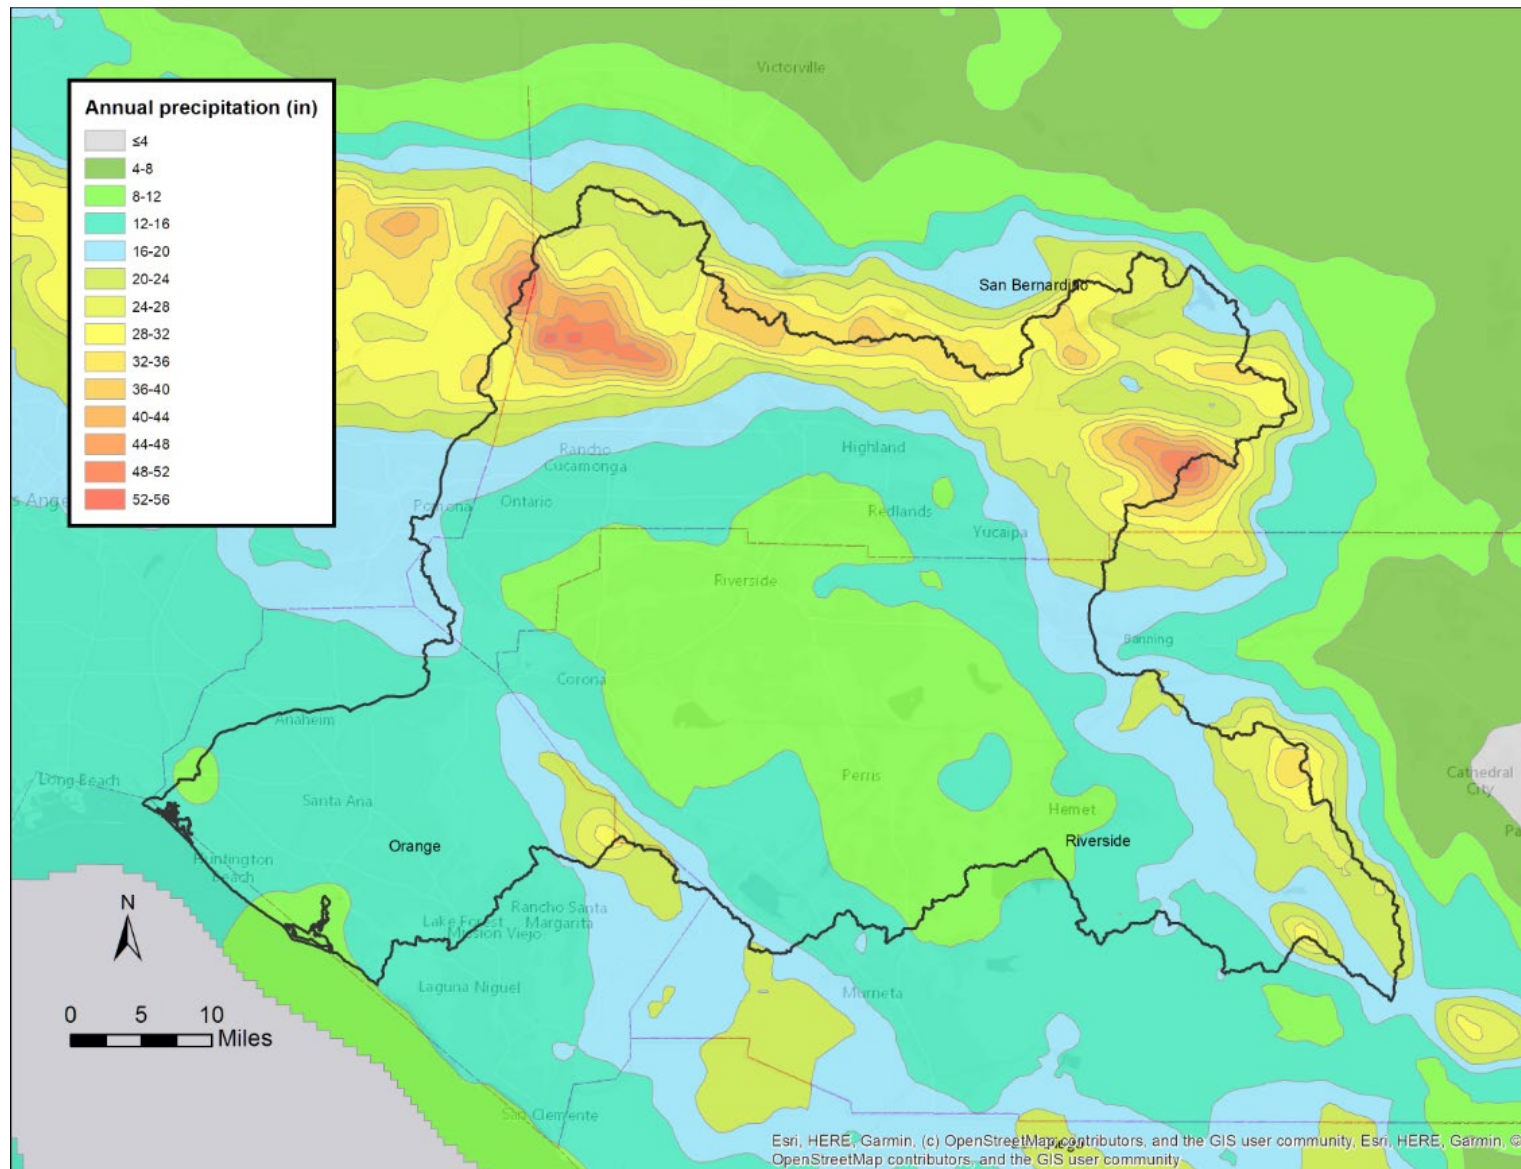 Victorville
Annual precipitation (in)
≤4
4-8
8-12
12-16
16-20
20-24
24-28
28-32
32-36
36-40
40-44
44-48
48-52
52-56
San Bernardino
Rancho
Cucamonga
Highland
Pomona
Ontario
Redlands
Yucaipa
Riverside
Banning
Corona
Anaheim
Long Beach
Perris
Cathedral
City
Santa Ana
Hemet
Riverside
Orange
Huntington
Beach
Rancho Santa
Margarita
Lake Forest
Mission Viejo
N
Laguna Niguel
Murrieta
0 5 10
Miles
San Clemente
Esri, HERE, Garmin, (c) OpenStreetMap contributors, and the GIS user community, Esri, HERE, Garmin, ©
OpenStreetMap contributors, and the GIS user community